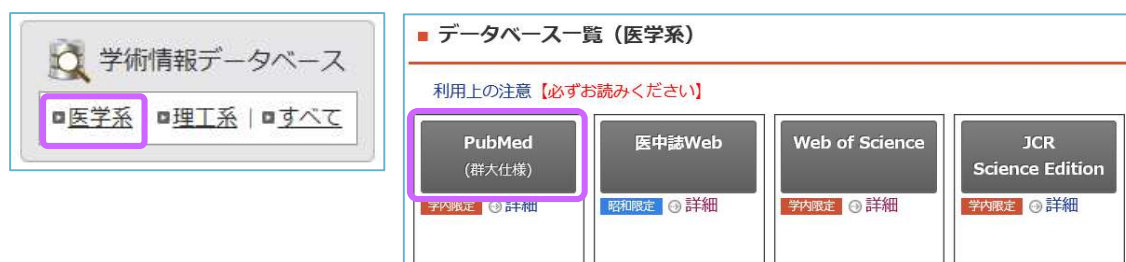 学術情報データベース
医学系 | 理工系 | すべて
■ データベース一覧（医学系）
利用上の注意【必ずお読みください】
PubMed
(群大仕様)
学内限定 詳細
医中誌Web
昭和限定 詳細
Web of Science
学内限定 詳細
JCR
Science Edition
学内限定 詳細